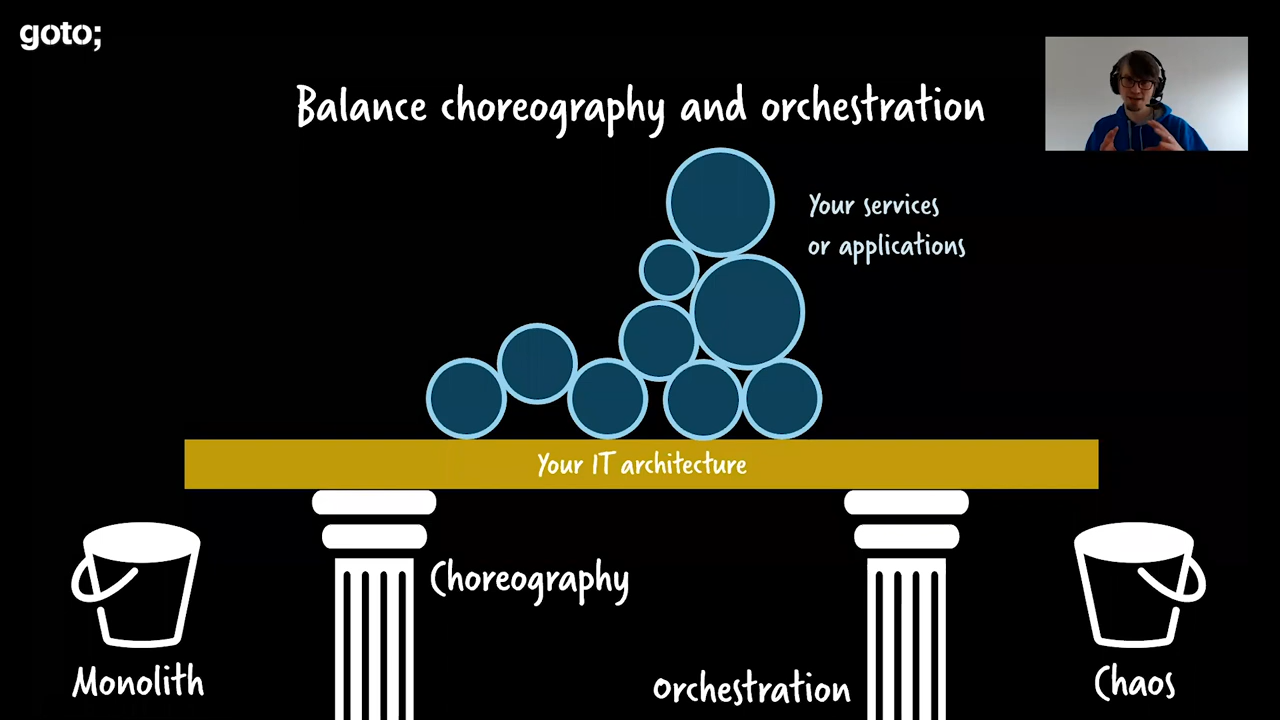 goto;
Balance choreography and orchestration
Your services
or applications
Your IT architecture
Choreography
Monolith
Orchestration
Chaos